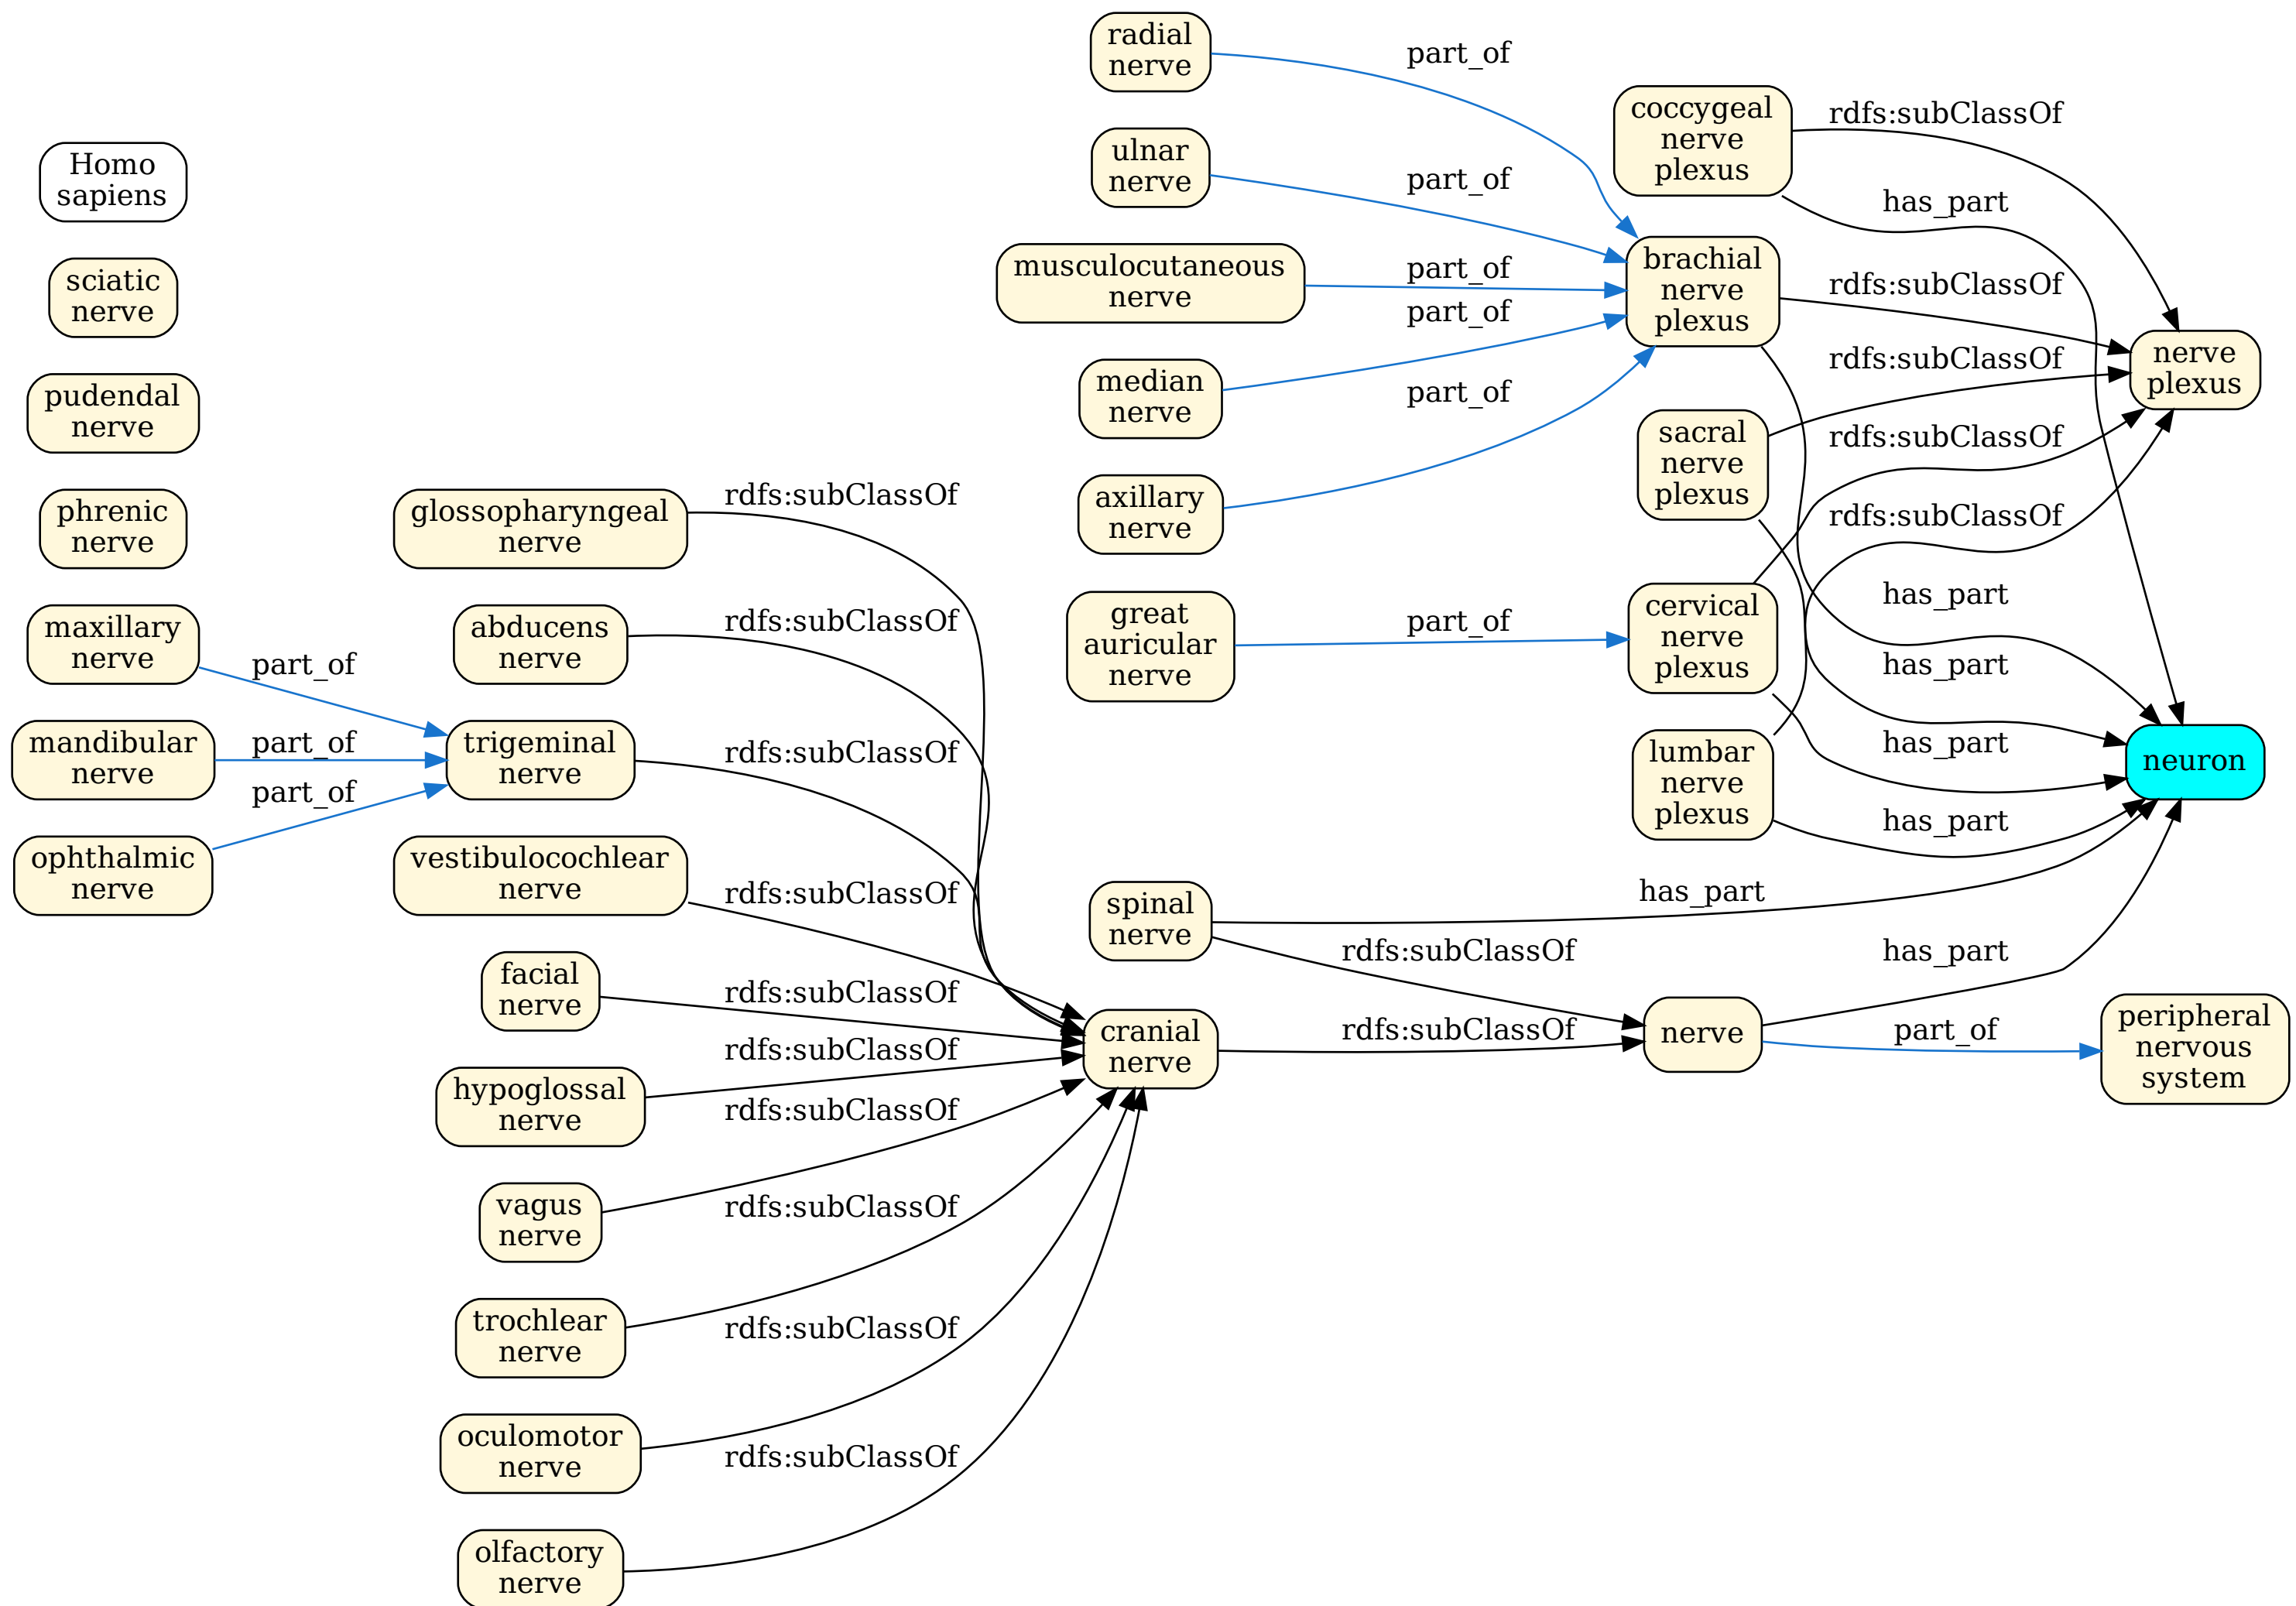 Homo
sapiens
sciatic
nerve
pudendal
nerve
phrenic
nerve
maxillary
nerve
mandibular
nerve
ophthalmic
nerve
part_of
part_of
part_of
glossopharyngeal
nerve
abducens
nerve
trigeminal
nerve
vestibulocochlear
nerve
facial
nerve
hypoglossal
nerve
vagus
nerve
trochlear
nerve
oculomotor
nerve
olfactory
nerve
rdfs:subClassOf
rdfs:subClassOf
rdfs:subClassOf
rdfs:subClassOf
rdfs:subClassOf
rdfs:subClassOf
rdfs:subClassOf
rdfs:subClassOf
rdfs:subClassOf
rdfs:subClassOf
radial
nerve
ulnar
nerve
musculocutaneous
nerve
median
nerve
axillary
nerve
great
auricular
nerve
spinal
nerve
cranial
nerve
part_of
part_of
part_of
part_of
part_of
part_of
has_part
rdfs:subClassOf
rdfs:subClassOf
coccygeal
nerve
plexus
brachial
nerve
plexus
sacral
nerve
plexus
cervical
nerve
plexus
lumbar
nerve
plexus
nerve
rdfs:subClassOf
has_part
rdfs:subClassOf
rdfs:subClassOf
rdfs:subClassOf
rdfs:subClassOf
has_part
has_part
has_part
has_part
has_part
part_of
nerve
plexus
neuron
peripheral
nervous
system